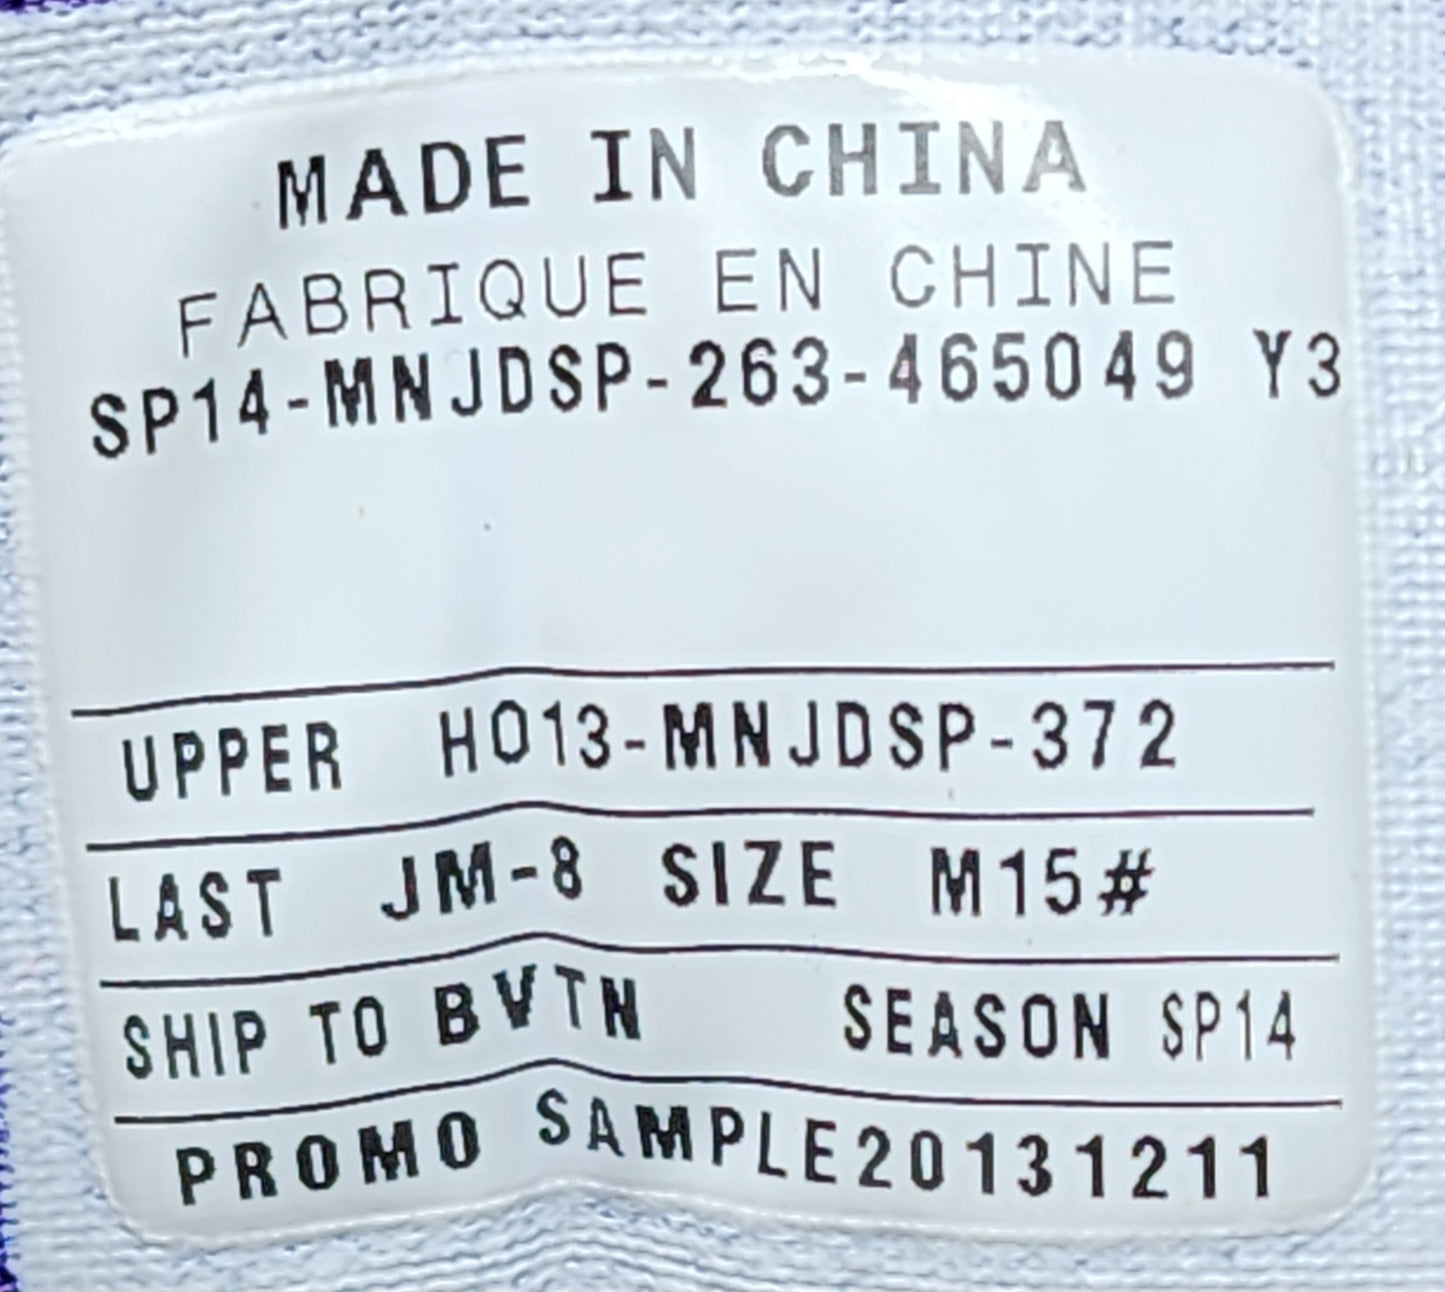 MADE IN CHINA
FABRIQUE EN CHINE
SP14-MNJDSP-263-465049 Y3
UPPER HO13-MNJDSP-372
LAST JM-8 SIZE M15#
SHIP TO BVTN SEASON SP14
PROMO SAMPLE20131211